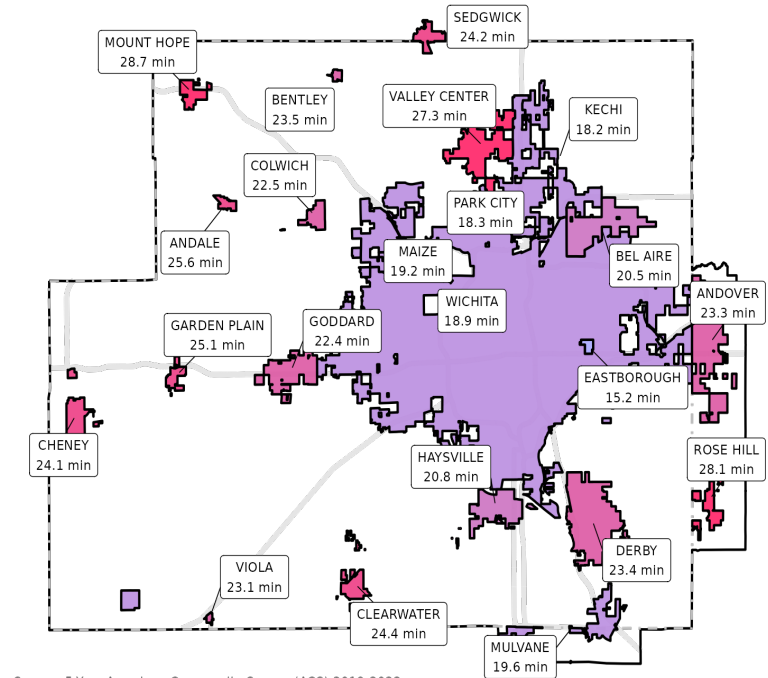 SEDGWICK
24.2 min
MOUNT HOPE
28.7 min
BENTLEY
23.5 min
VALLEY CENTER
27.3 min
KECHI
18.2 min
COLWICH
22.5 min
PARK CITY
18.3 min
ANDALE
25.6 min
MAIZE
19.2 min
BEL AIRE
20.5 min
ANDOVER
23.3 min
WICHITA
18.9 min
GARDEN PLAIN
25.1 min
GODDARD
22.4 min
EASTBOROUGH
15.2 min
CHENEY
24.1 min
HAYSVILLE
20.8 min
ROSE HILL
28.1 min
DERBY
23.4 min
VIOLA
23.1 min
CLEARWATER
24.4 min
MULVANE
19.6 min